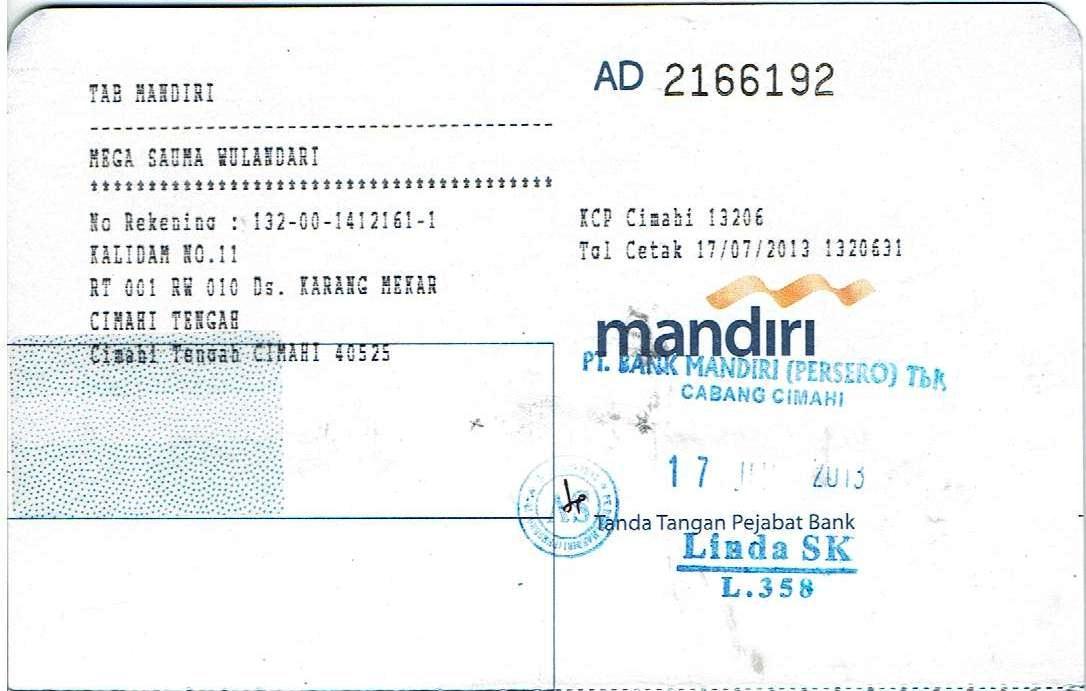 TAB MANDIRI
AD 2166192
----------------------------------------
MEGA SAUMA WULANDARI
****************************************
No Rekening : 132-00-1412161-1
KALIDAM NO.11
RT 001 RW 010 Ds. KARANG MEKAR
CIMAHI TENGAH
Cimahi Tengah CIMAHI 40525
KCP Cimahi 13206
Tgl Cetak 17/07/2013 1320631
mandiri
PT. BANK MANDIRI (PERSERO) Tbk
CABANG CIMAHI
17 2013
Tanda Tangan Pejabat Bank
Linda SK
L.358